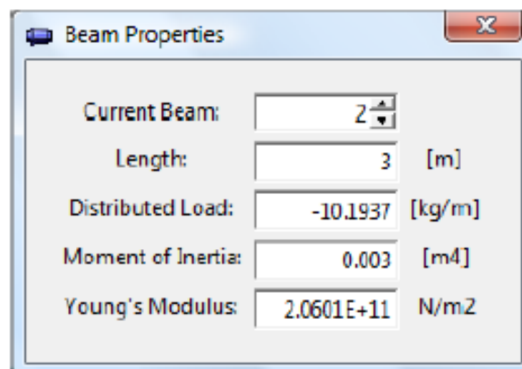 Beam Properties
Current Beam: 2
Length: 3 [m]
Distributed Load: -10.1937 [kg/m]
Moment of Inertia: 0.003 [m4]
Young's Modulus: 2.0601E+11 N/m2